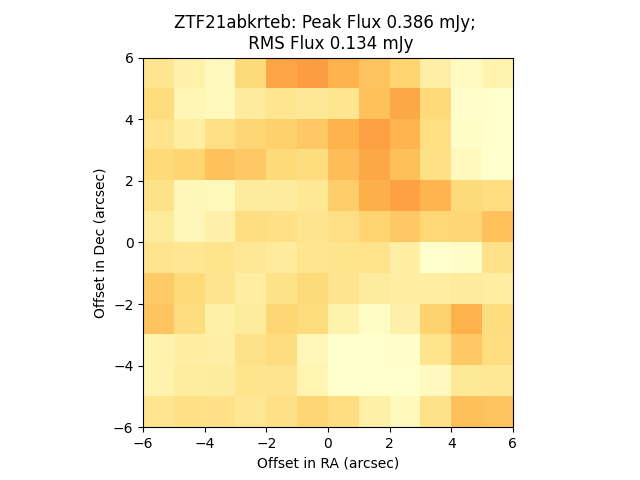 ZTF21abkrteb: Peak Flux 0.386 mJy;
RMS Flux 0.134 mJy
6
4
2
0
−2
−4
−6
Offset in Dec (arcsec)
−6 −4 −2 0 2 4 6
Offset in RA (arcsec)